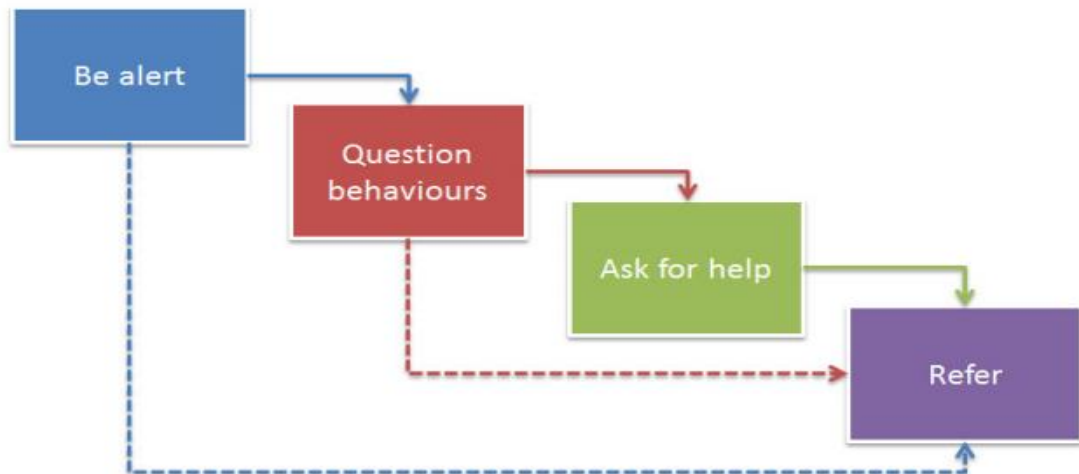 Be alert
Question
behaviours
Ask for help
Refer